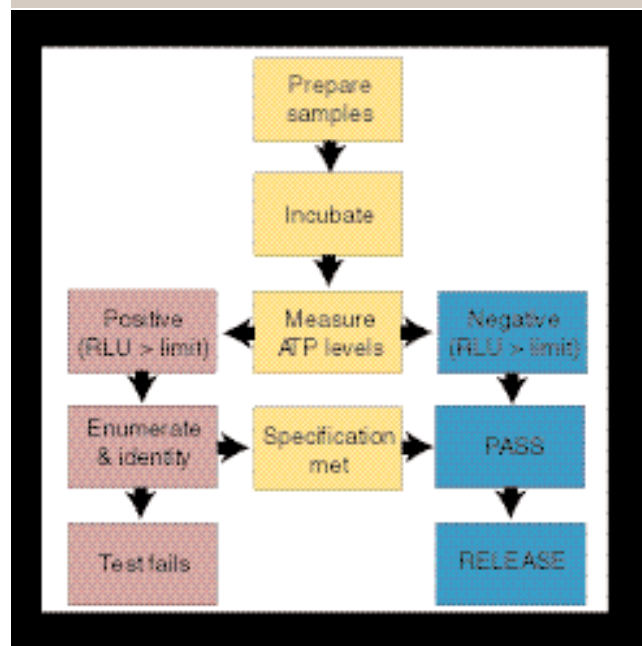 Prepare
samples
Incubate
Positive
(RLU > limit)
Measure
ATP levels
Negative
(RLU > limit)
Enumerate
& identity
Specification
met
PASS
Test fails
RELEASE